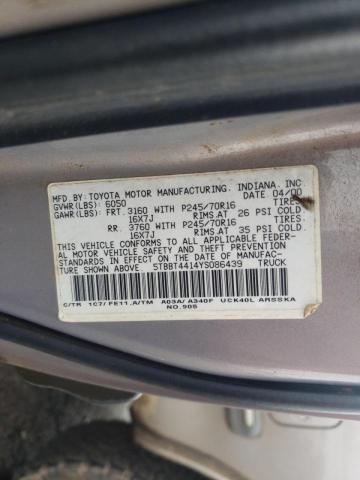 MFD. BY: TOYOTA MOTOR MANUFACTURING. INDIANA. INC.
GVWR(LBS): 6050 DATE 04/00
GAWR(LBS): FRT. 3160 WITH P245/70R16 TIRES.
16X7J RIMS.AT 26 PSI COLD.
RR. 3760 WITH P245/70R16 TIRES.
16X7J RIMS.AT 35 PSI COLD.
THIS VEHICLE CONFORMS TO ALL APPLICABLE FEDER-
AL MOTOR VEHICLE SAFETY AND THEFT PREVENTION
STANDARDS IN EFFECT ON THE DATE OF MANUFAC-
TURE SHOWN ABOVE. 5TBBT4414YS086439 TRUCK
C/TR 1C7/FE11.A/TM A03A/A340F UCK40L ARSSKA
NO.908